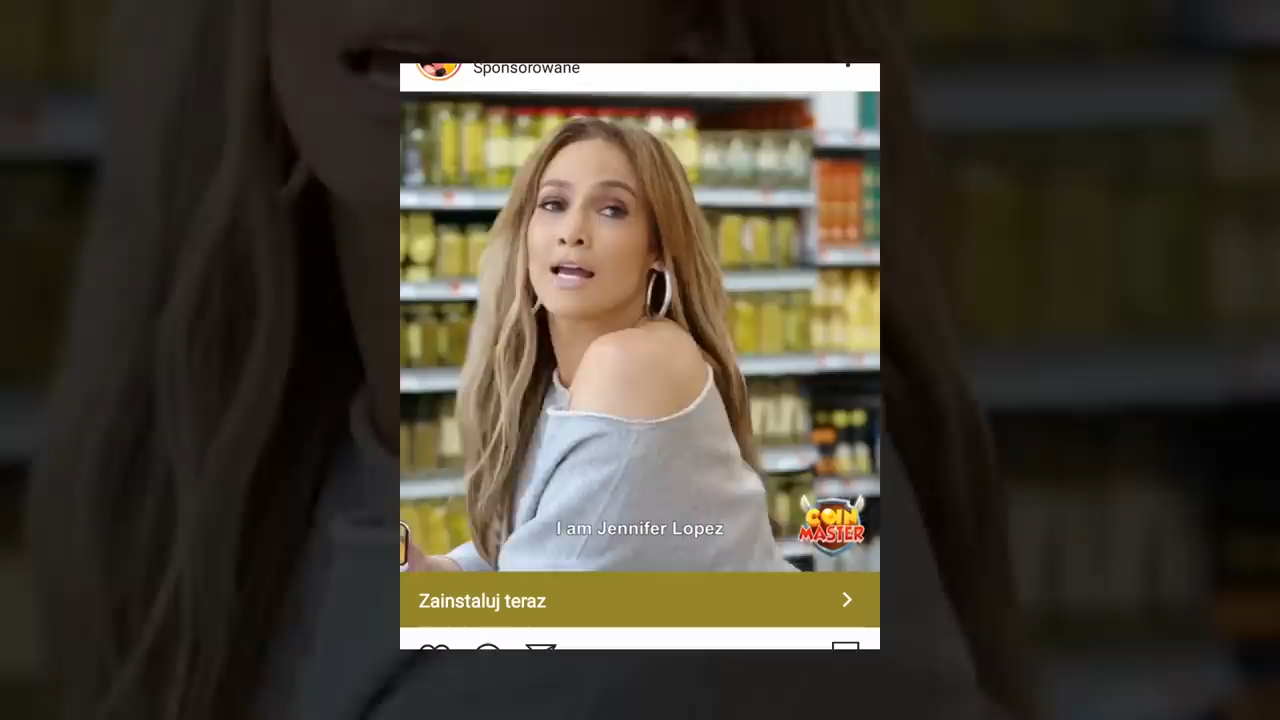 Sponsorowane
I am Jennifer Lopez
COIN
MASTER
Zainstaluj teraz